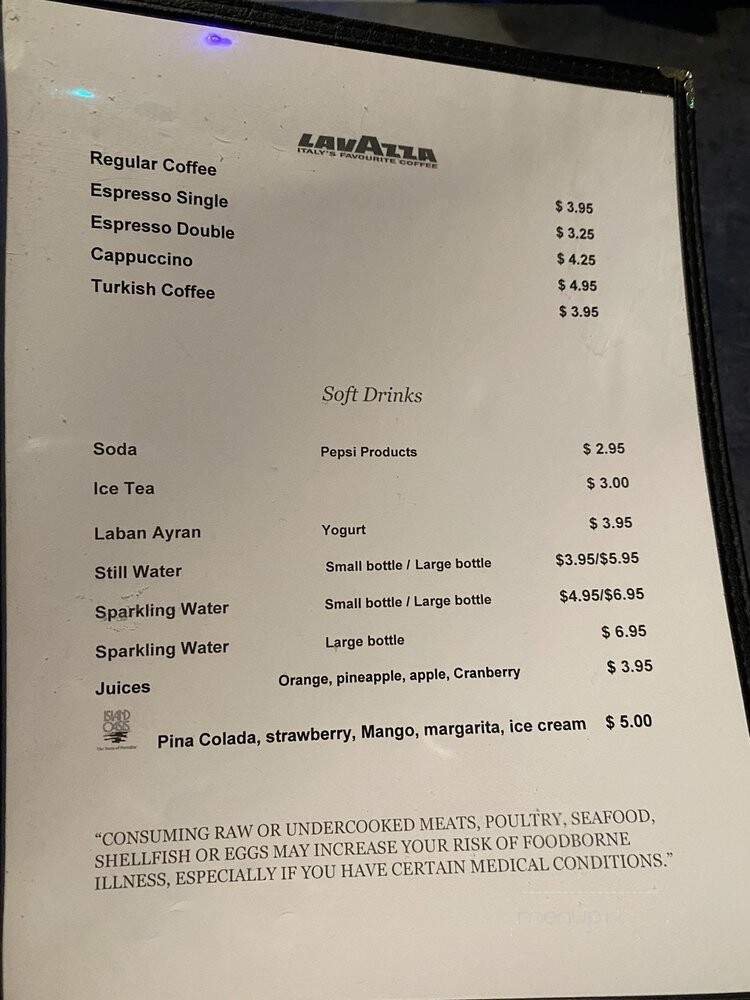 LAVAZZA
ITALY'S FAVOURITE COFFEE
Regular Coffee $ 3.95
Espresso Single $ 3.25
Espresso Double $ 4.25
Cappuccino $ 4.95
Turkish Coffee $ 3.95
Soft Drinks
Soda Pepsi Products $ 2.95
Ice Tea $ 3.00
Laban Ayran Yogurt $ 3.95
Still Water Small bottle / Large bottle $3.95/$5.95
Sparkling Water Small bottle / Large bottle $4.95/$6.95
Sparkling Water Large bottle $ 6.95
Juices Orange, pineapple, apple, Cranberry $ 3.95
ISLAND
OASIS
Pina Colada, strawberry, Mango, margarita, ice cream $ 5.00
“CONSUMING RAW OR UNDERCOOKED MEATS, POULTRY, SEAFOOD,
SHELLFISH OR EGGS MAY INCREASE YOUR RISK OF FOODBORNE
ILLNESS, ESPECIALLY IF YOU HAVE CERTAIN MEDICAL CONDITIONS.”